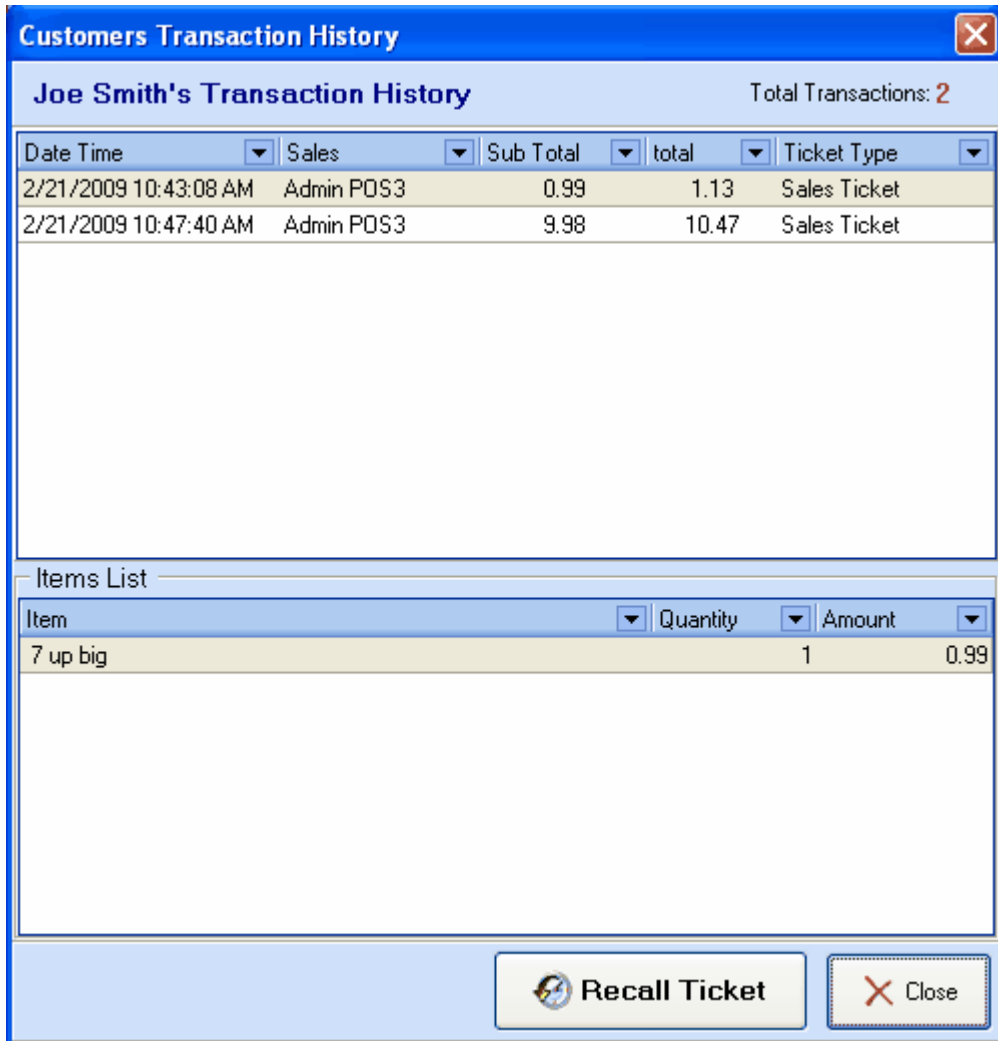 Customers Transaction History
Joe Smith's Transaction History Total Transactions: 2
Date Time Sales Sub Total total Ticket Type
2/21/2009 10:43:08 AM Admin POS3 0.99 1.13 Sales Ticket
2/21/2009 10:47:40 AM Admin POS3 9.98 10.47 Sales Ticket
Items List
Item Quantity Amount
7 up big 1 0.99
Recall Ticket Close